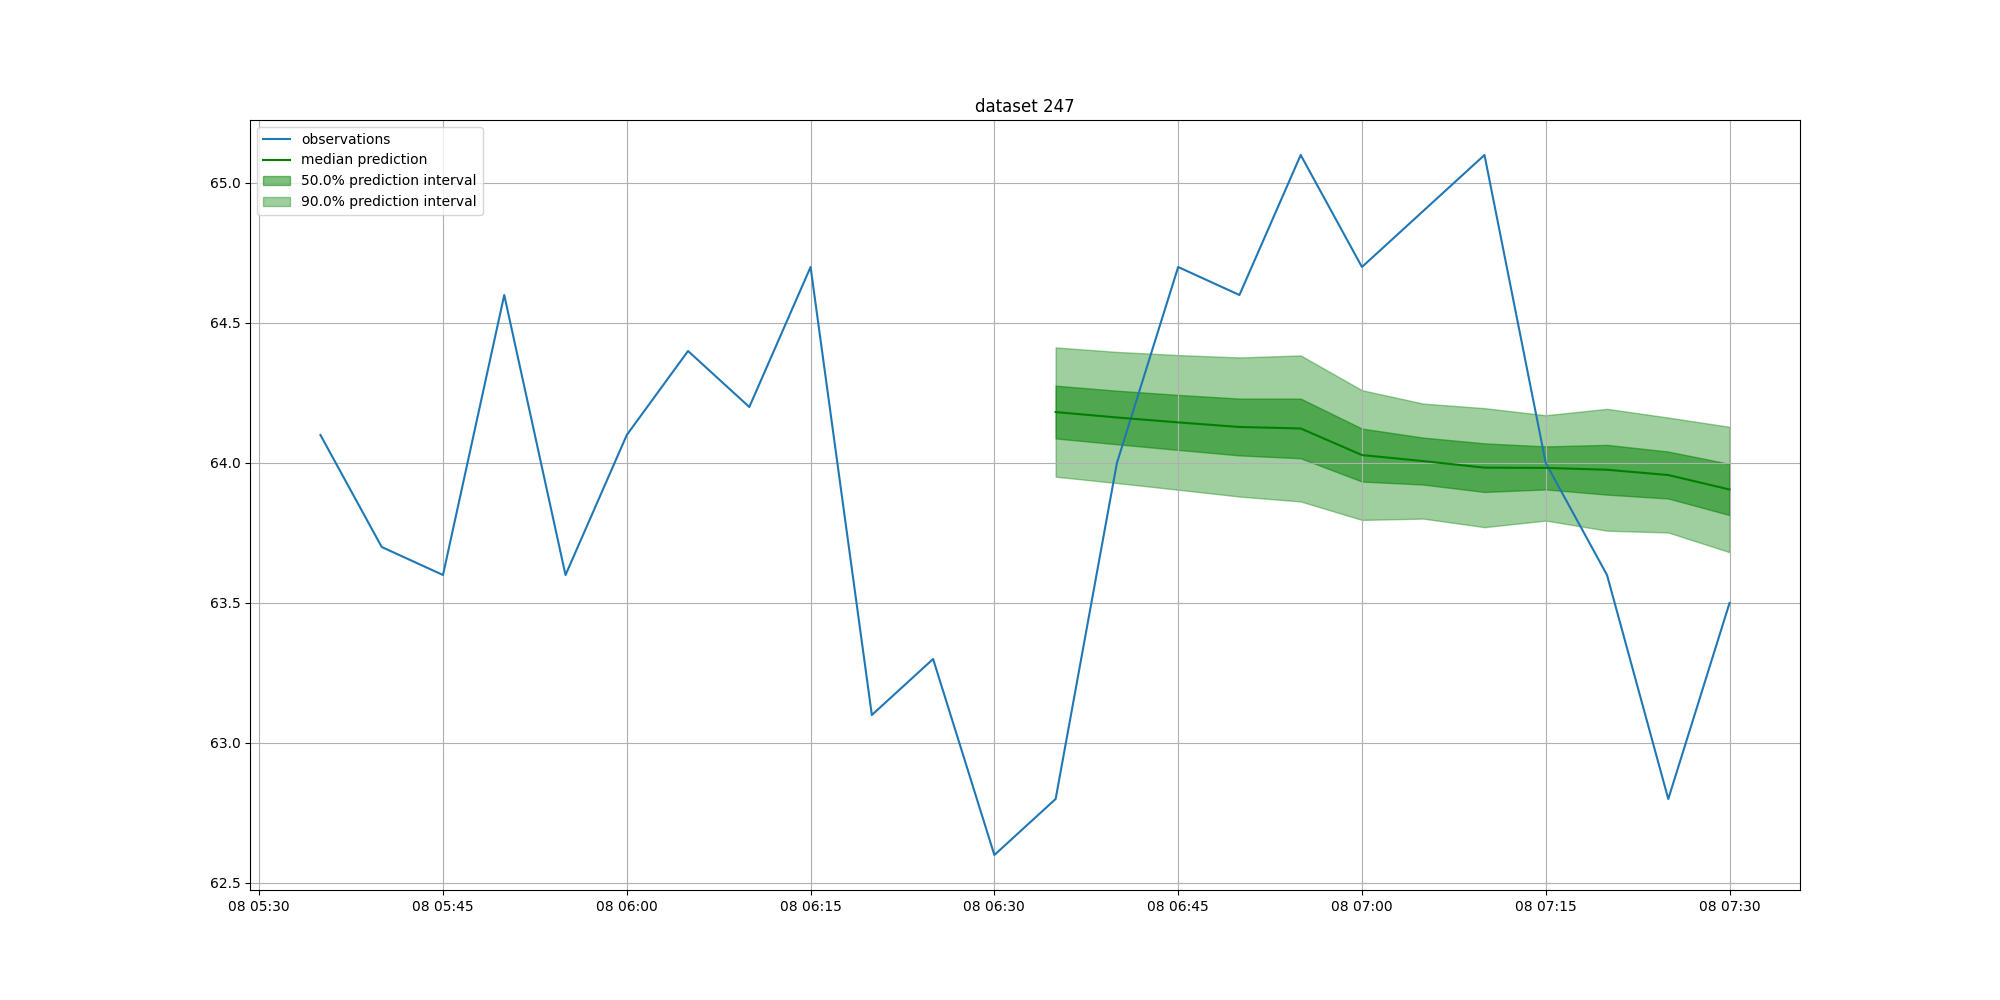 dataset 247
observations
median prediction
50.0% prediction interval
90.0% prediction interval
65.0
64.5
64.0
63.5
63.0
62.5
08 05:30 08 05:45 08 06:00 08 06:15 08 06:30 08 06:45 08 07:00 08 07:15 08 07:30